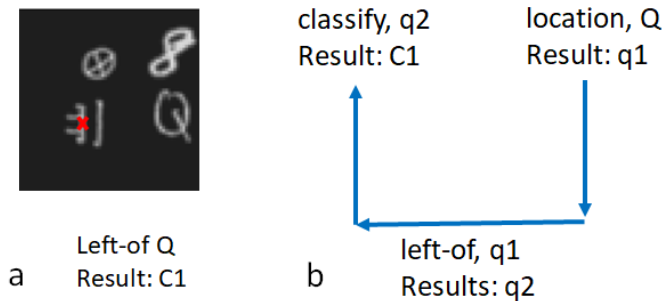 Q
Left-of Q
Result: C1
a
classify, q2
Result: C1
location, Q
Result: q1
left-of, q1
Results: q2
b